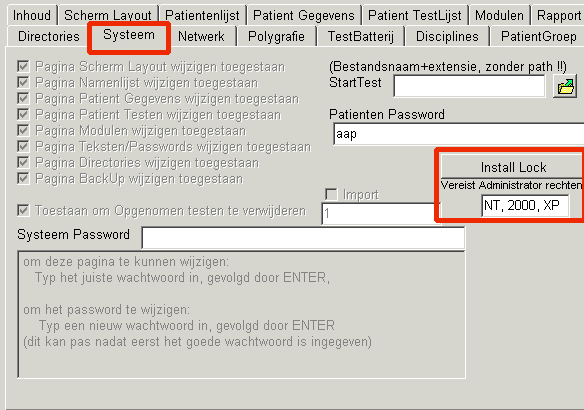 Inhoud Scherm Layout Patientenlijst Patient Gegevens Patient TestLijst Modulen Rapport
Directories Systeem Netwerk Polygrafie TestBatterij Disciplines PatientGroep
Pagina Scherm Layout wijzigen toegestaan
Pagina Namenlijst wijzigen toegestaan
Pagina Patient Gegevens wijzigen toegestaan
Pagina Patient Testen wijzigen toegestaan
Pagina Modulen wijzigen toegestaan
Pagina Teksten/Passwords wijzigen toegestaan
Pagina Directories wijzigen toegestaan
Pagina BackUp wijzigen toegestaan
Toestaan om Opgenomen testen te verwijderen
(Bestandsnaam+extensie, zonder path !!)
StartTest
Patienten Password
aap
Install Lock
Vereist Administrator rechten
NT, 2000, XP
Import
1
Systeem Password
om deze pagina te kunnen wijzigen:
Typ het juiste wachtwoord in, gevolgd door ENTER,
om het password te wijzigen:
Typ een nieuw wachtwoord in, gevolgd door ENTER
(dit kan pas nadat eerst het goede wachtwoord is ingegeven)